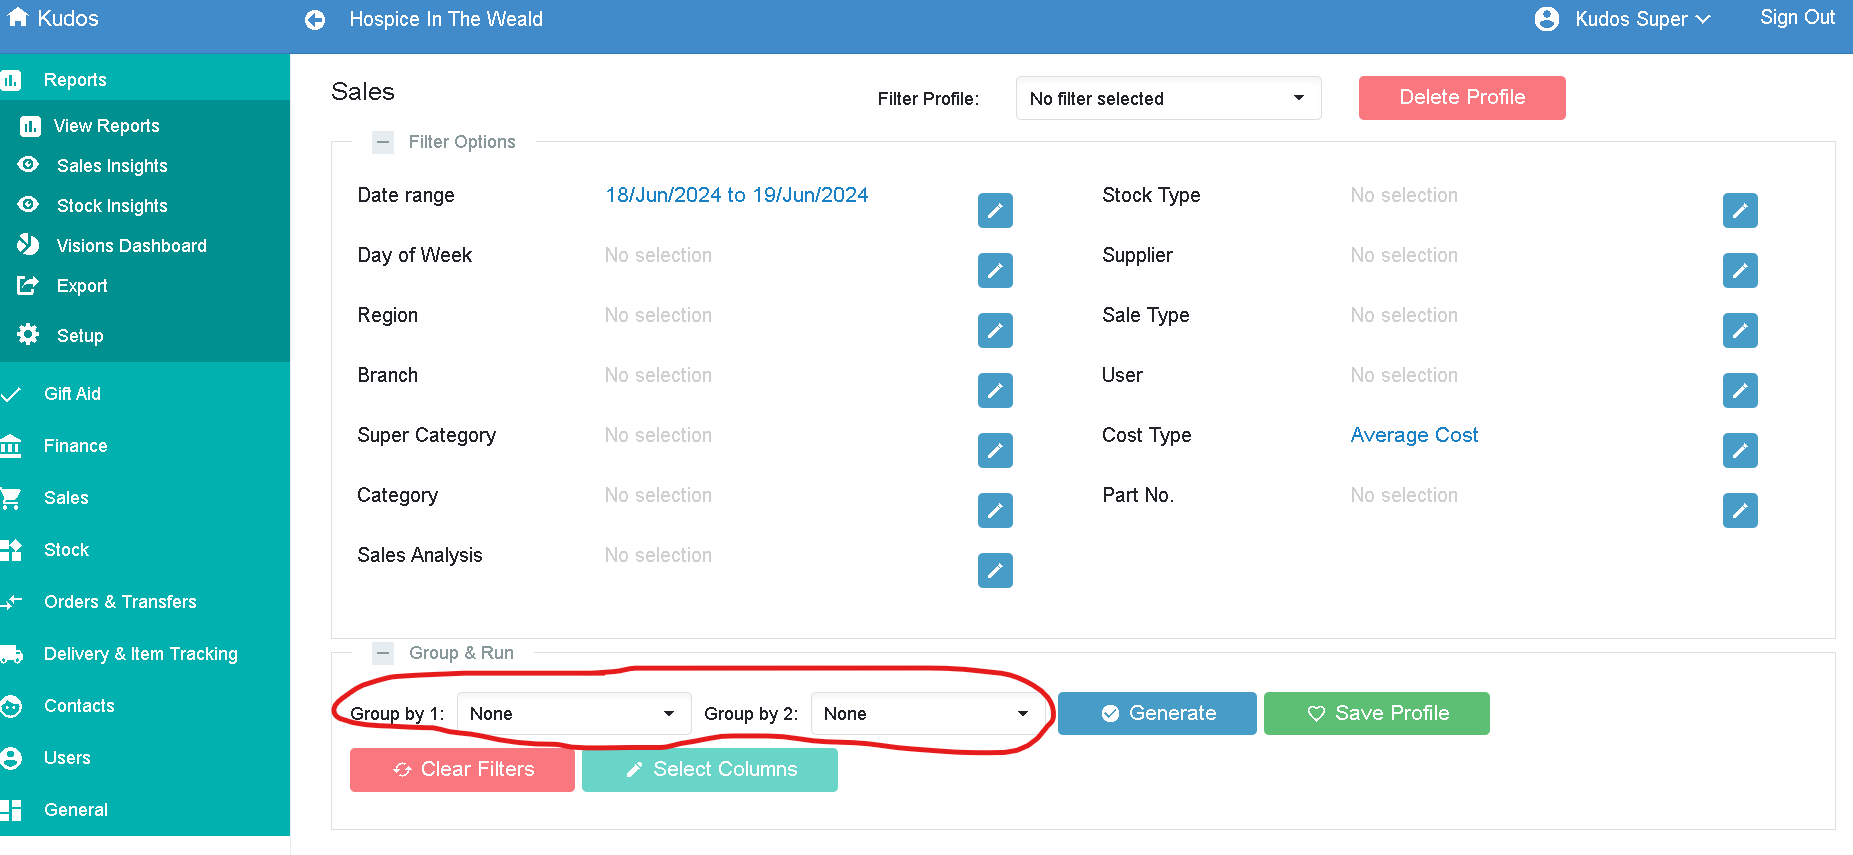 Kudos
Hospice In The Weald
Kudos Super
Sign Out
Reports
View Reports
Sales Insights
Stock Insights
Visions Dashboard
Export
Setup
Gift Aid
Finance
Sales
Stock
Orders & Transfers
Delivery & Item Tracking
Contacts
Users
General
Sales
Filter Profile: No filter selected
Delete Profile
Filter Options
Date range 18/Jun/2024 to 19/Jun/2024
Day of Week No selection
Region No selection
Branch No selection
Super Category No selection
Category No selection
Sales Analysis No selection
Stock Type No selection
Supplier No selection
Sale Type No selection
User No selection
Cost Type Average Cost
Part No. No selection
Group & Run
Group by 1: None Group by 2: None Generate Save Profile
Clear Filters Select Columns